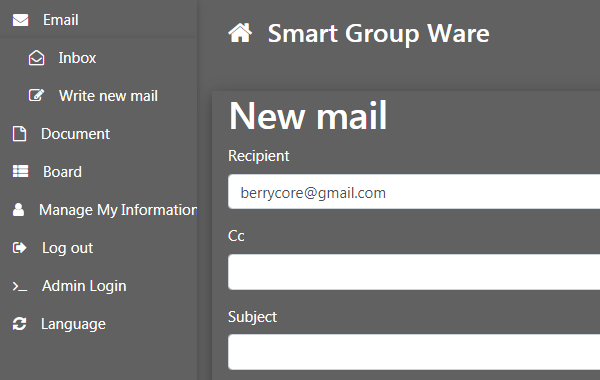 Email
Inbox
Write new mail
Document
Board
Manage My Information
Log out
Admin Login
Language
Smart Group Ware
New mail
Recipient
berrycore@gmail.com
Cc
Subject